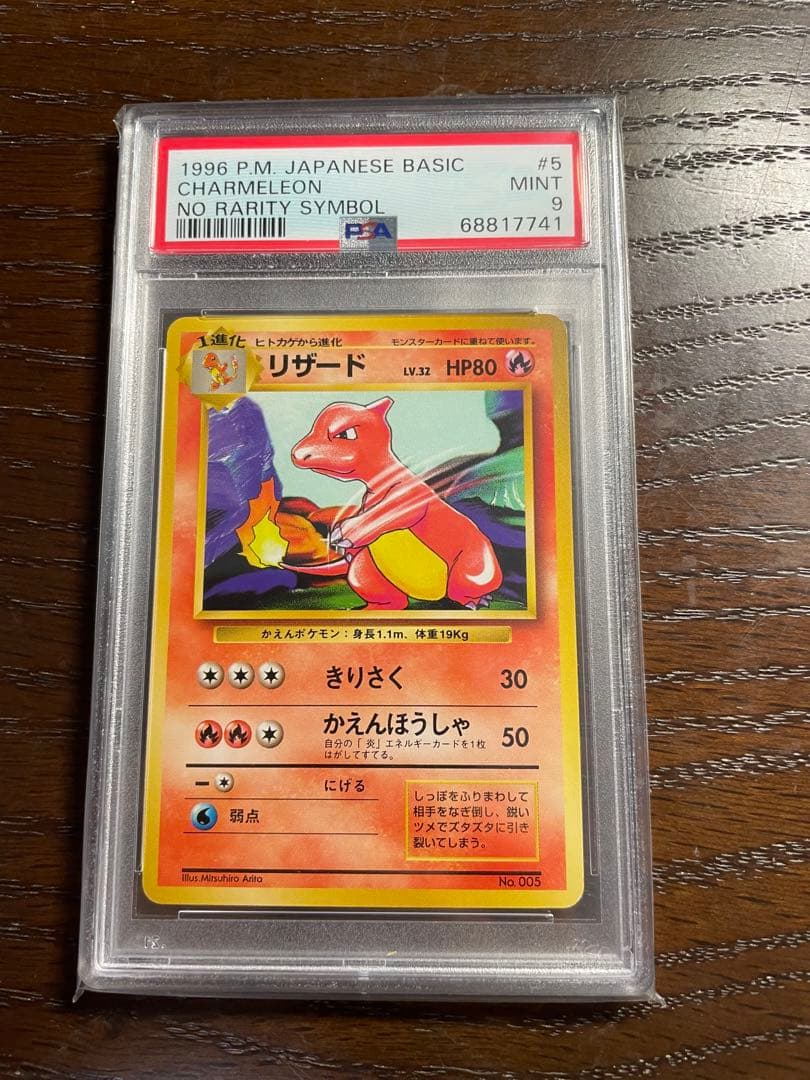 1996 P.M. JAPANESE BASIC #5
CHARMELEON MINT
NO RARITY SYMBOL 9
PSA 68817741
1進化 ヒトカゲから進化 モンスターカードに重ねて使います。
リザード LV.32 HP80
かえんポケモン:身長1.1m、体重19Kg
きりさく 30
かえんほうしゃ 50
自分の「炎」エネルギーカードを1枚
はがしてすてる。
にげる
弱点
しっぽをふりまわして
相手をなぎ倒し、鋭い
ツメでズタズタに引き
裂いてしまう。
Illus.Mitsuhiro Arita No. 005